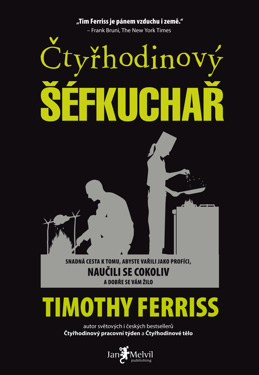 „Tim Ferriss je pánem vzduchu i země.“
– Frank Bruni, The New York Times
Čtyřhodinový
ŠÉFKUCHAŘ
SNADNÁ CESTA K TOMU, ABYSTE VAŘILI JAKO PROFÍCI,
NAUČILI SE COKOLIV
A DOBŘE SE VÁM ŽILO
TIMOTHY FERRISS
autor světových i českých bestsellerů
Čtyřhodinový pracovní týden a Čtyřhodinové tělo
Jan Melvil
publishing